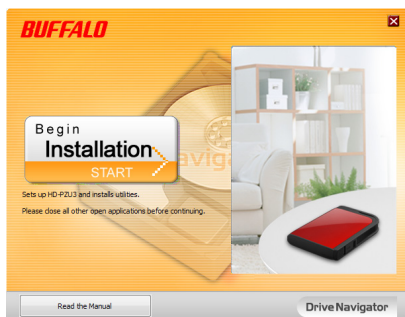 BUFFALO
Begin
Installation
START
Sets up HD-PZU3 and installs utilities.
Please close all other open applications before continuing.
Read the Manual
DriveNavigator